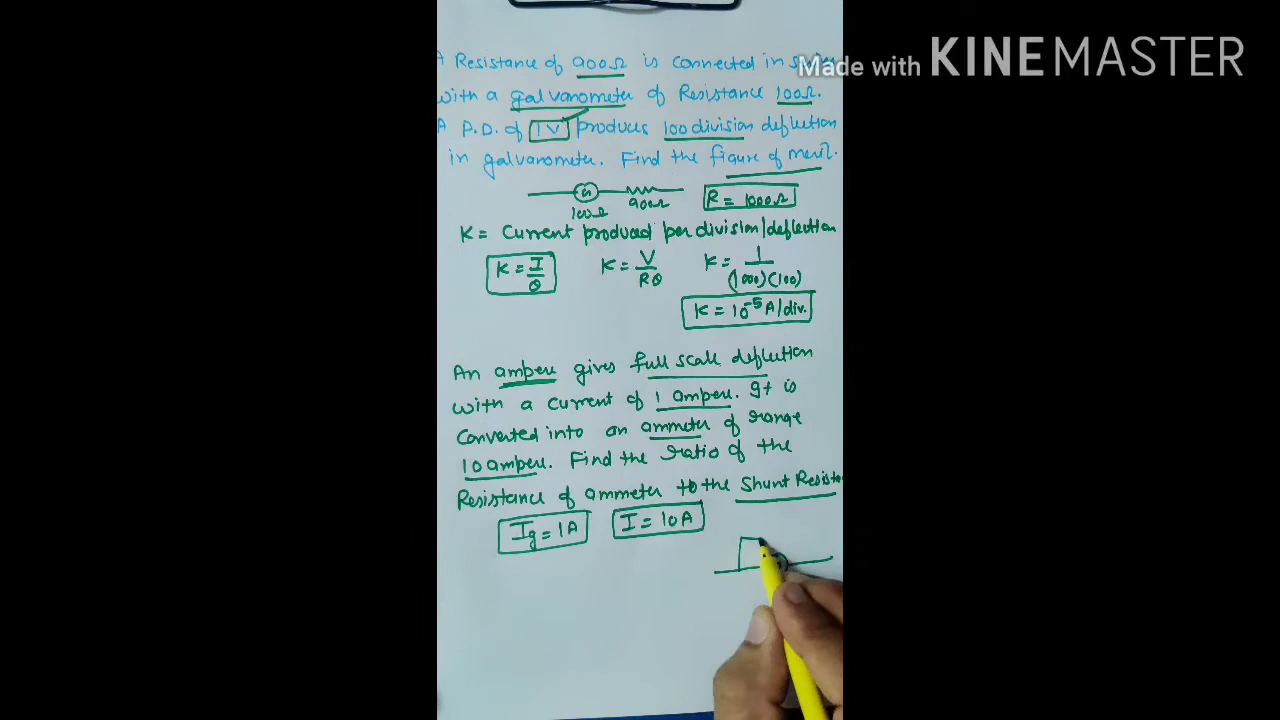 A Resistance of 900Ω is connected in series
with a galvanometer of Resistance 100Ω.
A P.D. of 1V produces 100 division deflection
in galvanometer. Find the figure of merit.
G
100Ω 900Ω
R = 1000Ω
K = Current produced per division/deflection
K = I/θ K = V/Rθ K = 1/(1000)(100)
K = 10⁻⁵ A/div.
An ampere gives full scale deflection
with a current of 1 ampere. It is
Converted into an ammeter of range
10 ampere. Find the ratio of the
Resistance of ammeter to the Shunt Resista
Ig = 1A I = 10A
Made with KINEMASTER